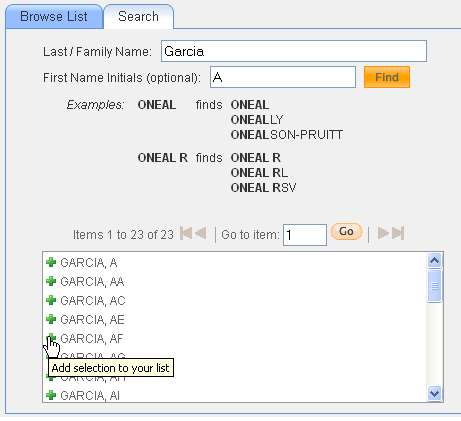 Browse List Search
Last / Family Name: Garcia
First Name Initials (optional): A Find
Examples: ONEAL finds ONEAL
ONEALLY
ONEALSON-PRUITT
ONEAL R finds ONEAL R
ONEAL RL
ONEAL RSV
Items 1 to 23 of 23 Go to item: 1 Go
GARCIA, A
GARCIA, AA
GARCIA, AC
GARCIA, AE
GARCIA, AF
GARCIA, AG
Add selection to your list
GARCIA, AI